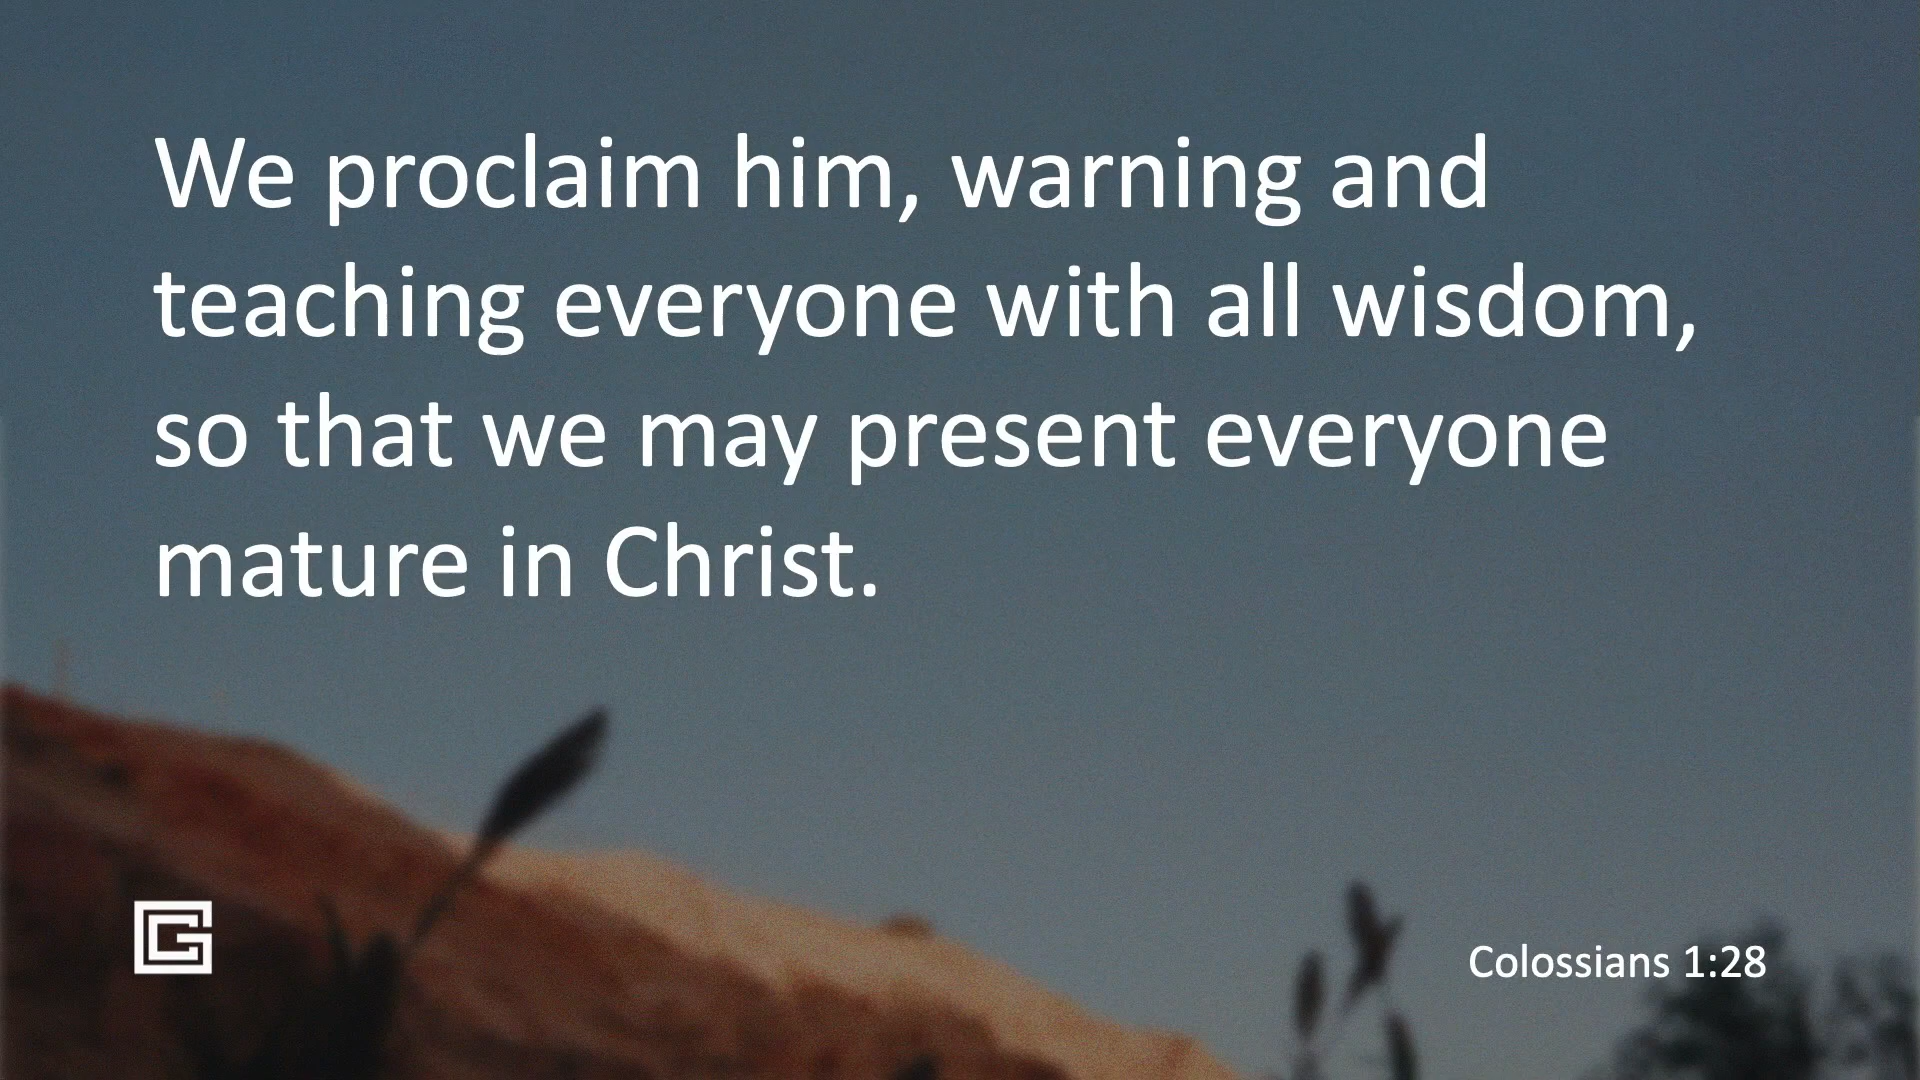 We proclaim him, warning and
teaching everyone with all wisdom,
so that we may present everyone
mature in Christ.
Colossians 1:28